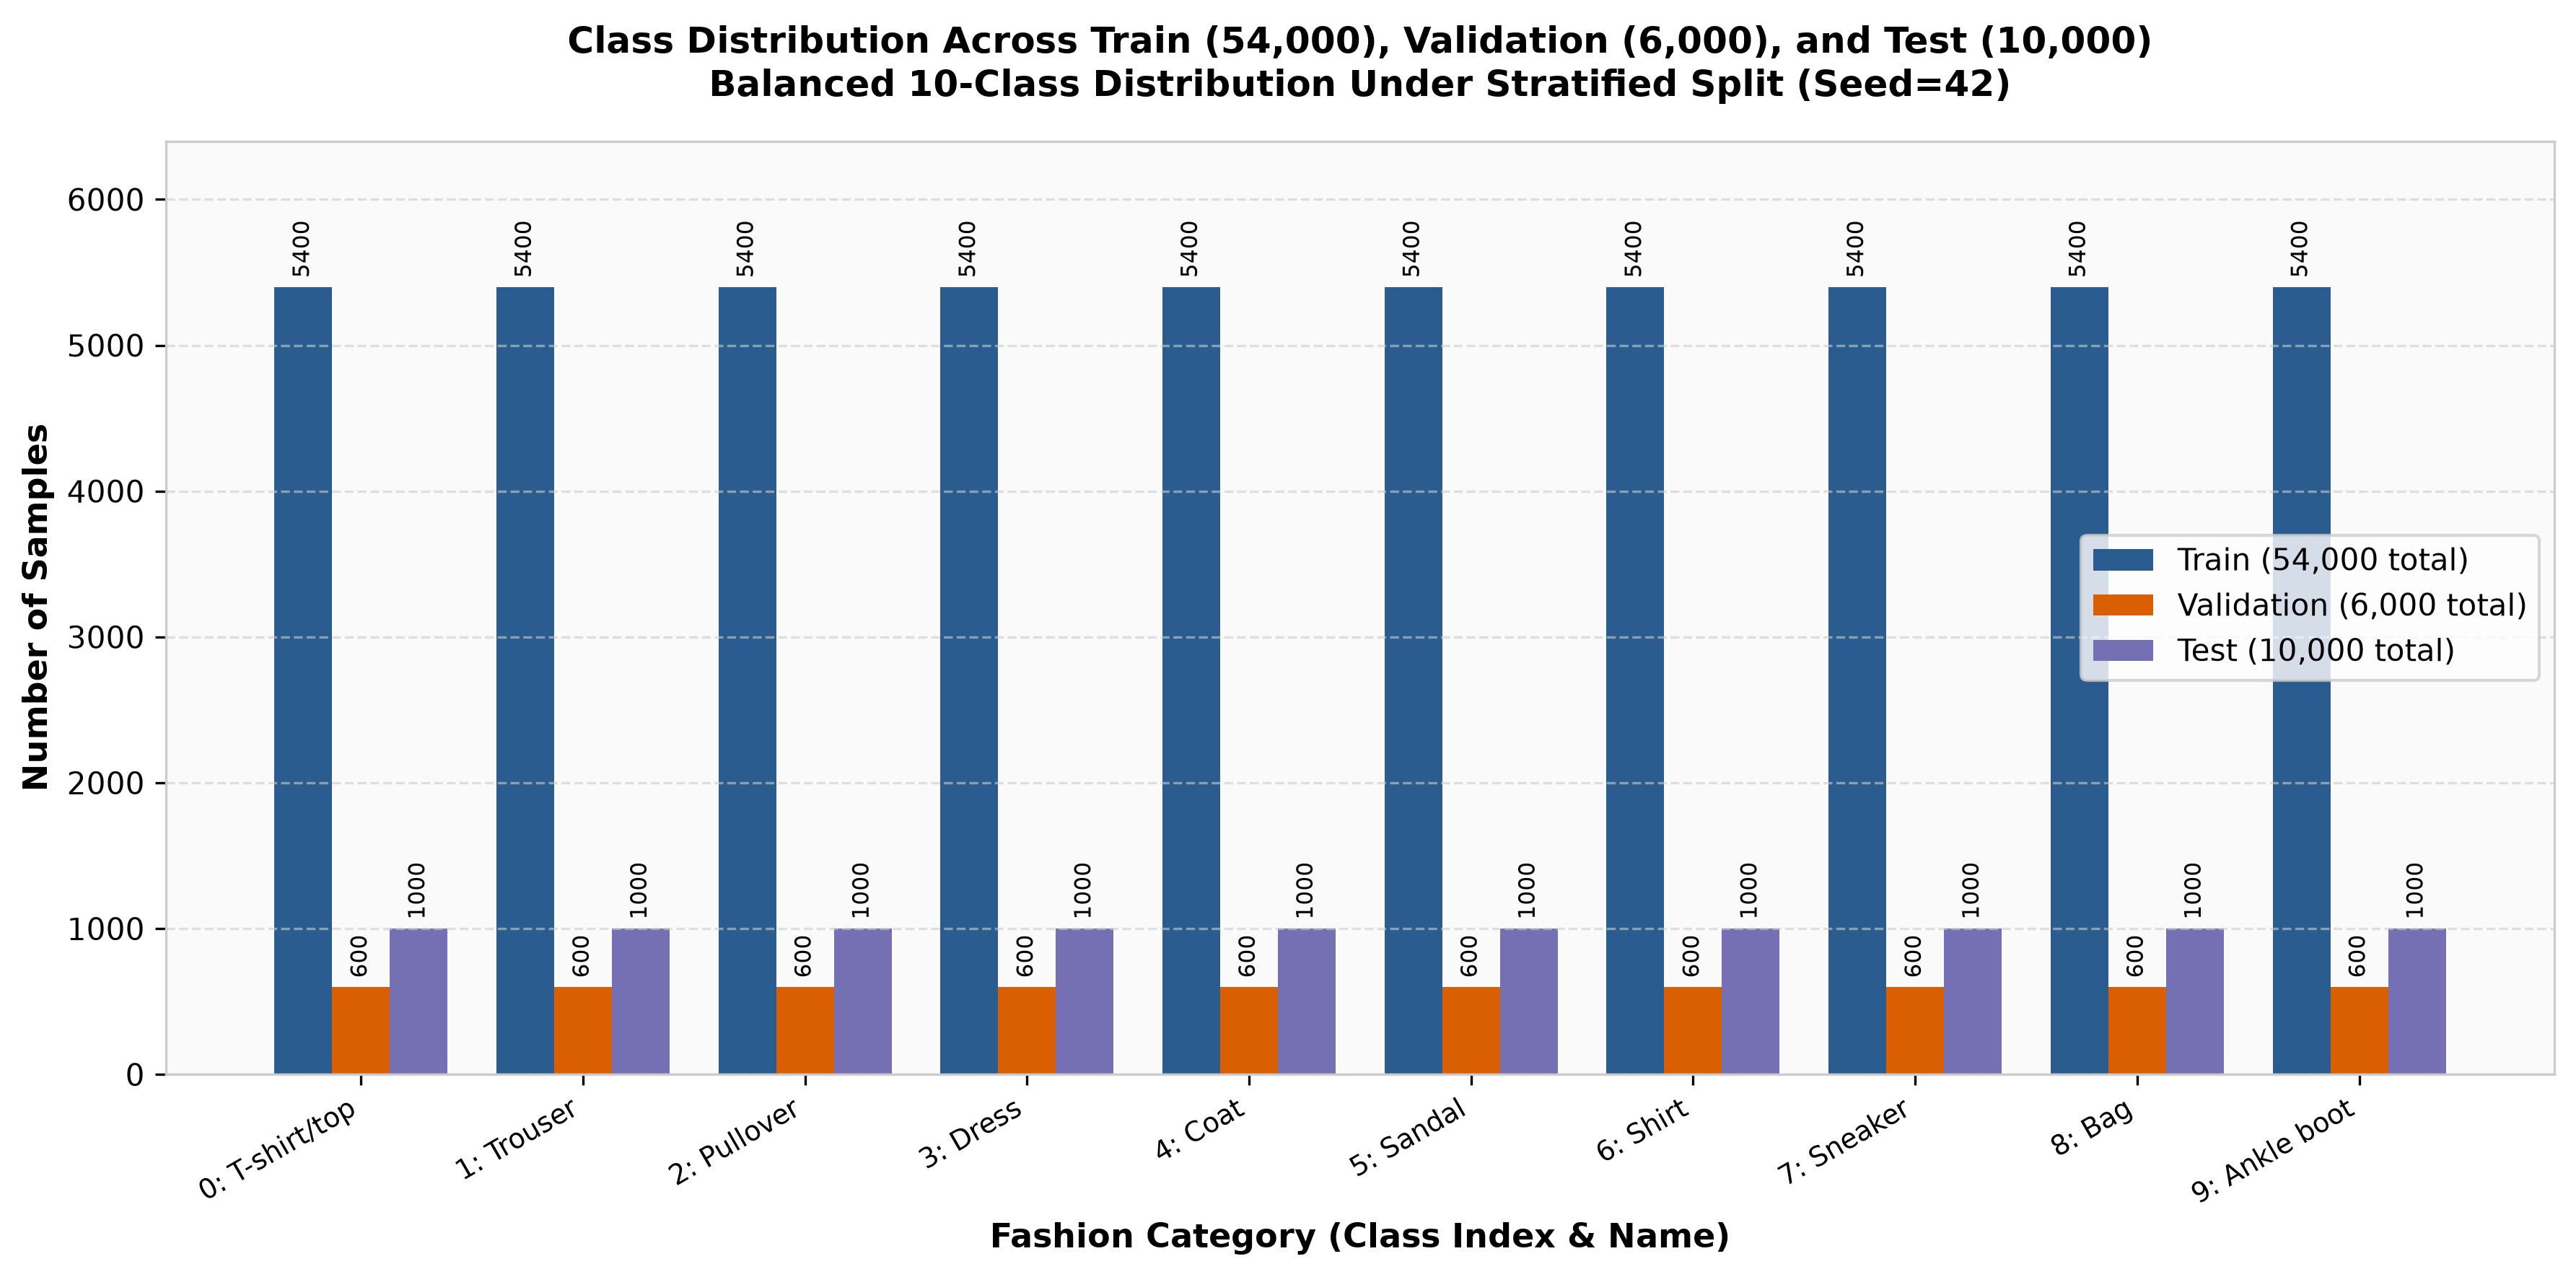 Class Distribution Across Train (54,000), Validation (6,000), and Test (10,000)
Balanced 10-Class Distribution Under Stratified Split (Seed=42)
Number of Samples
6000
5000
4000
3000
2000
1000
0
5400 600 1000
5400 600 1000
5400 600 1000
5400 600 1000
5400 600 1000
5400 600 1000
5400 600 1000
5400 600 1000
5400 600 1000
5400 600 1000
Train (54,000 total)
Validation (6,000 total)
Test (10,000 total)
0: T-shirt/top
1: Trouser
2: Pullover
3: Dress
4: Coat
5: Sandal
6: Shirt
7: Sneaker
8: Bag
9: Ankle boot
Fashion Category (Class Index & Name)